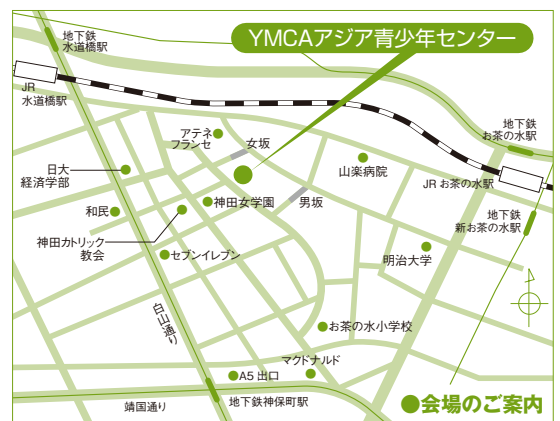 地下鉄
水道橋駅
YMCAアジア青少年センター
JR
水道橋駅
アテネ
フランセ
女坂
地下鉄
お茶の水駅
日大
経済学部
山楽病院
JR お茶の水駅
和民
神田女学園
男坂
地下鉄
新お茶の水駅
神田カトリック
教会
セブンイレブン
明治大学
白山通り
お茶の水小学校
マクドナルド
A5 出口
靖国通り
地下鉄神保町駅
●会場のご案内